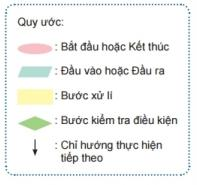 Quy ước:
: Bắt đầu hoặc Kết thúc
: Đầu vào hoặc Đầu ra
: Bước xử lí
: Bước kiểm tra điều kiện
: Chỉ hướng thực hiện
tiếp theo